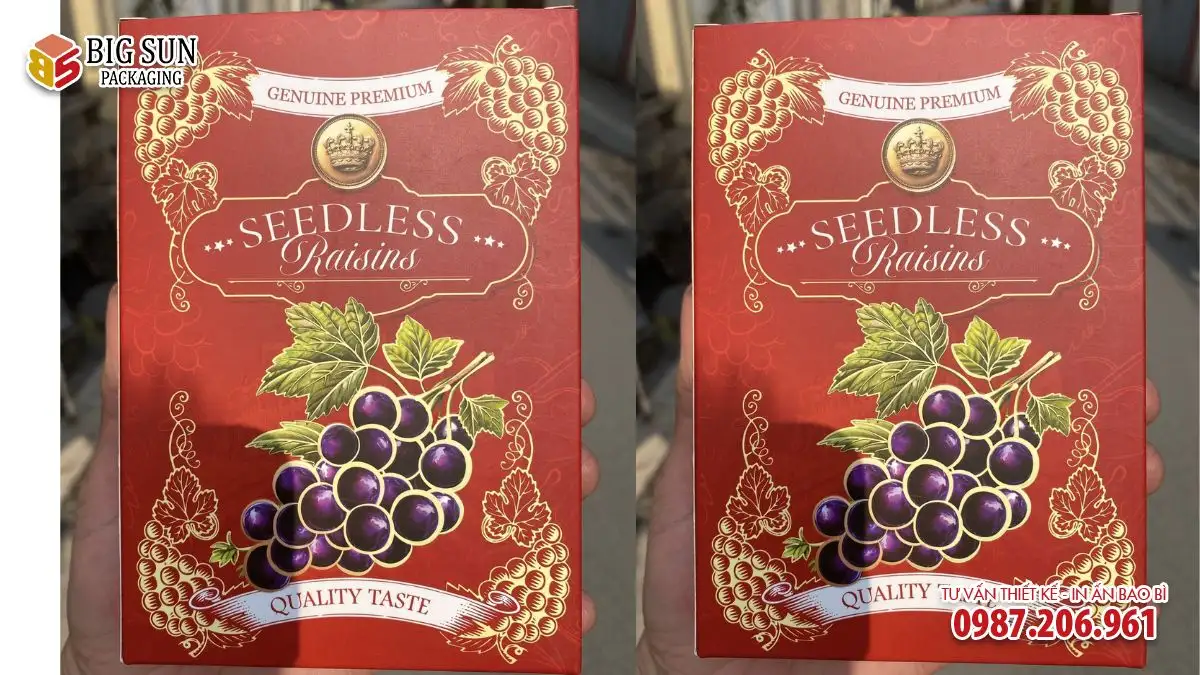 BIG SUN
PACKAGING
GENUINE PREMIUM
SEEDLESS
Raisins
QUALITY TASTE
GENUINE PREMIUM
SEEDLESS
Raisins
QUALITY
TƯ VẤN THIẾT KẾ - IN ẤN BAO BÌ
0987.206.961